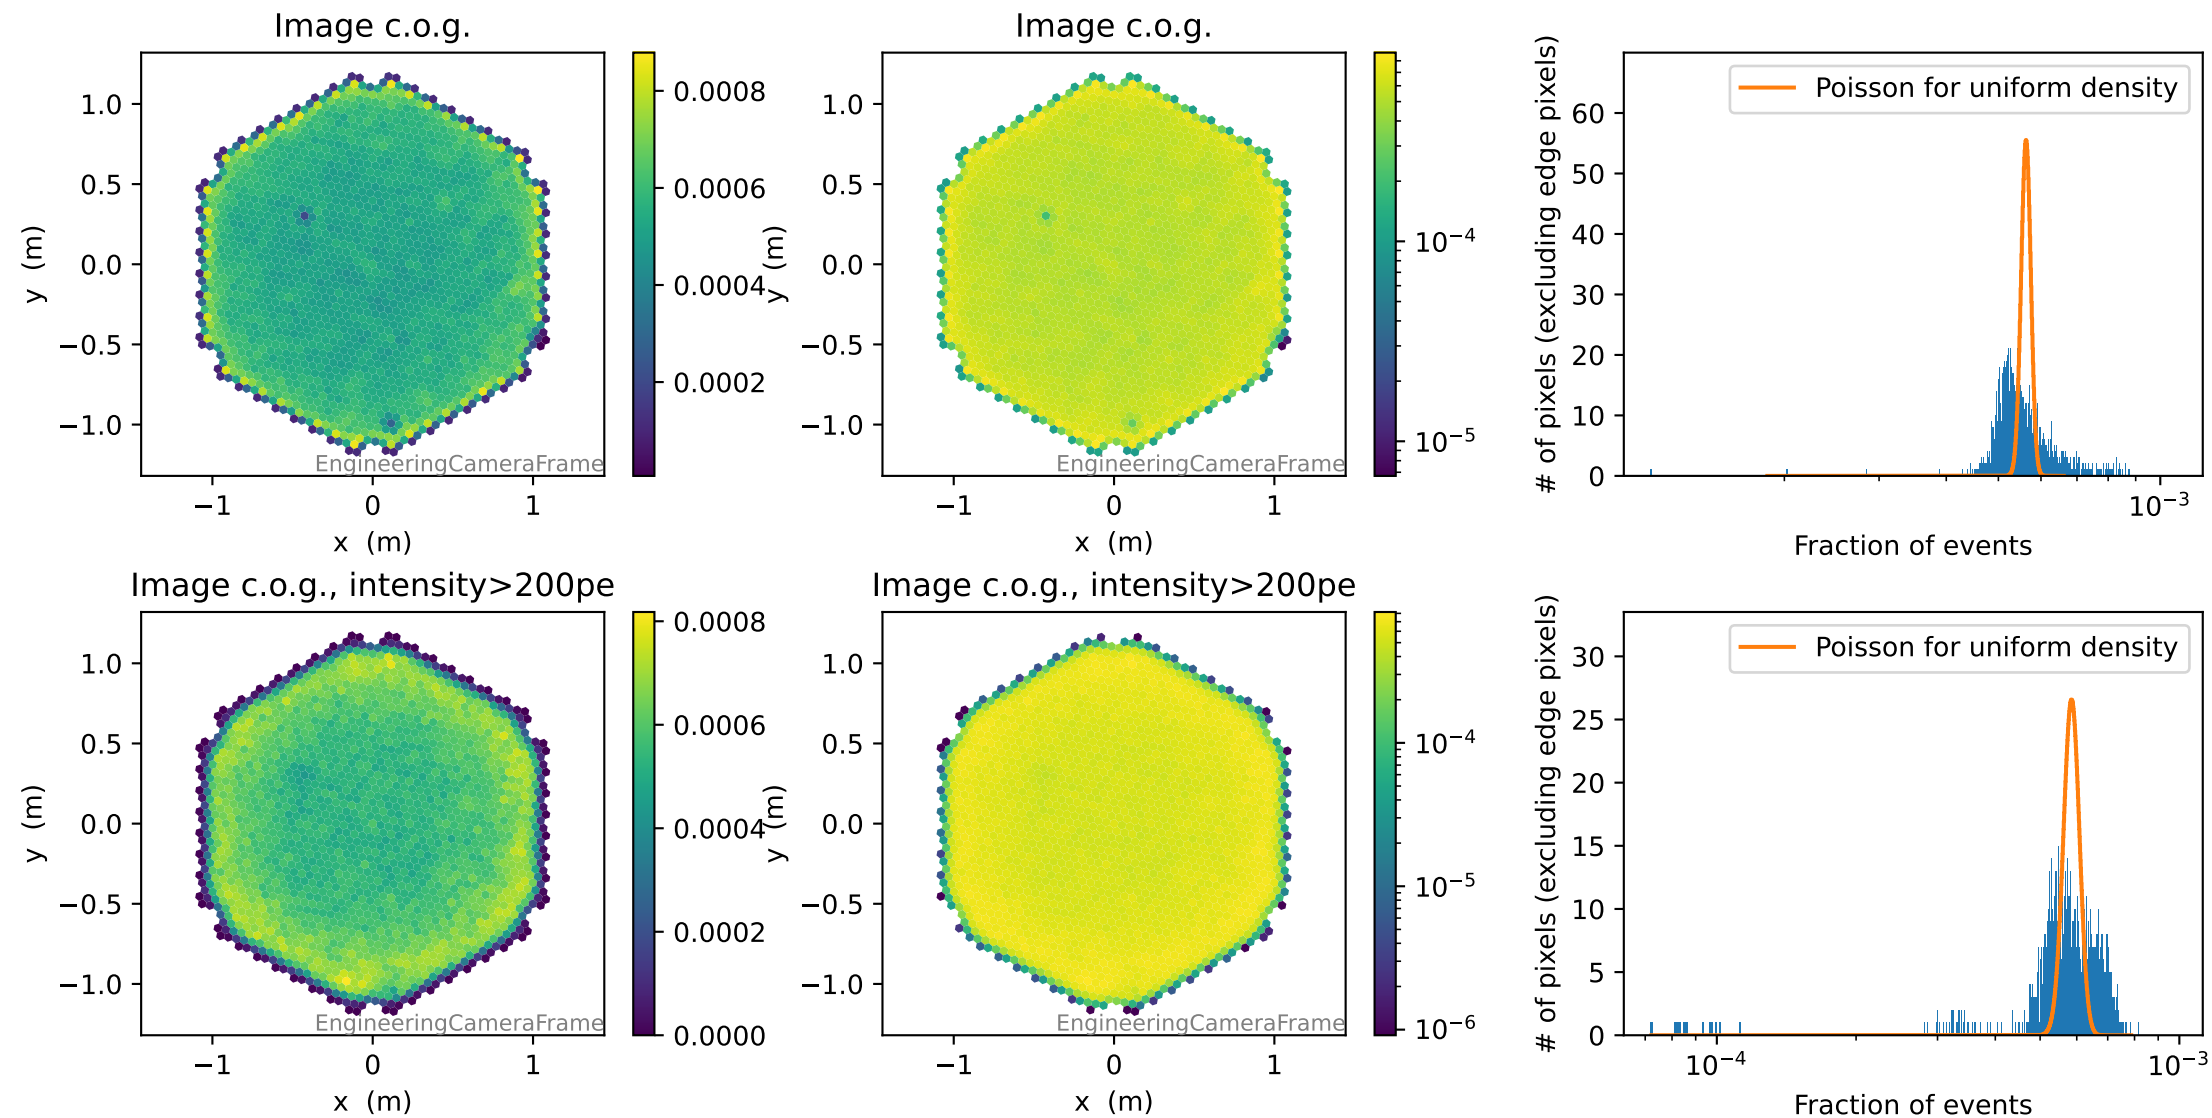 Image c.o.g.
1.0
0.5
0.0
−0.5
−1.0
y (m)
−1
0
1
x (m)
EngineeringCameraFrame
0.0008
0.0006
0.0004
0.0002
Image c.o.g.
1.0
0.5
0.0
−0.5
−1.0
y (m)
−1
0
1
x (m)
EngineeringCameraFrame
10−4
10−5
# of pixels (excluding edge pixels)
60
50
40
30
20
10
0
Poisson for uniform density
10−3
Fraction of events
Image c.o.g., intensity>200pe
1.0
0.5
0.0
−0.5
−1.0
y (m)
−1
0
1
x (m)
EngineeringCameraFrame
0.0008
0.0006
0.0004
0.0002
0.0000
Image c.o.g., intensity>200pe
1.0
0.5
0.0
−0.5
−1.0
y (m)
−1
0
1
x (m)
EngineeringCameraFrame
10−4
10−5
10−6
# of pixels (excluding edge pixels)
30
25
20
15
10
5
0
Poisson for uniform density
10−4
10−3
Fraction of events